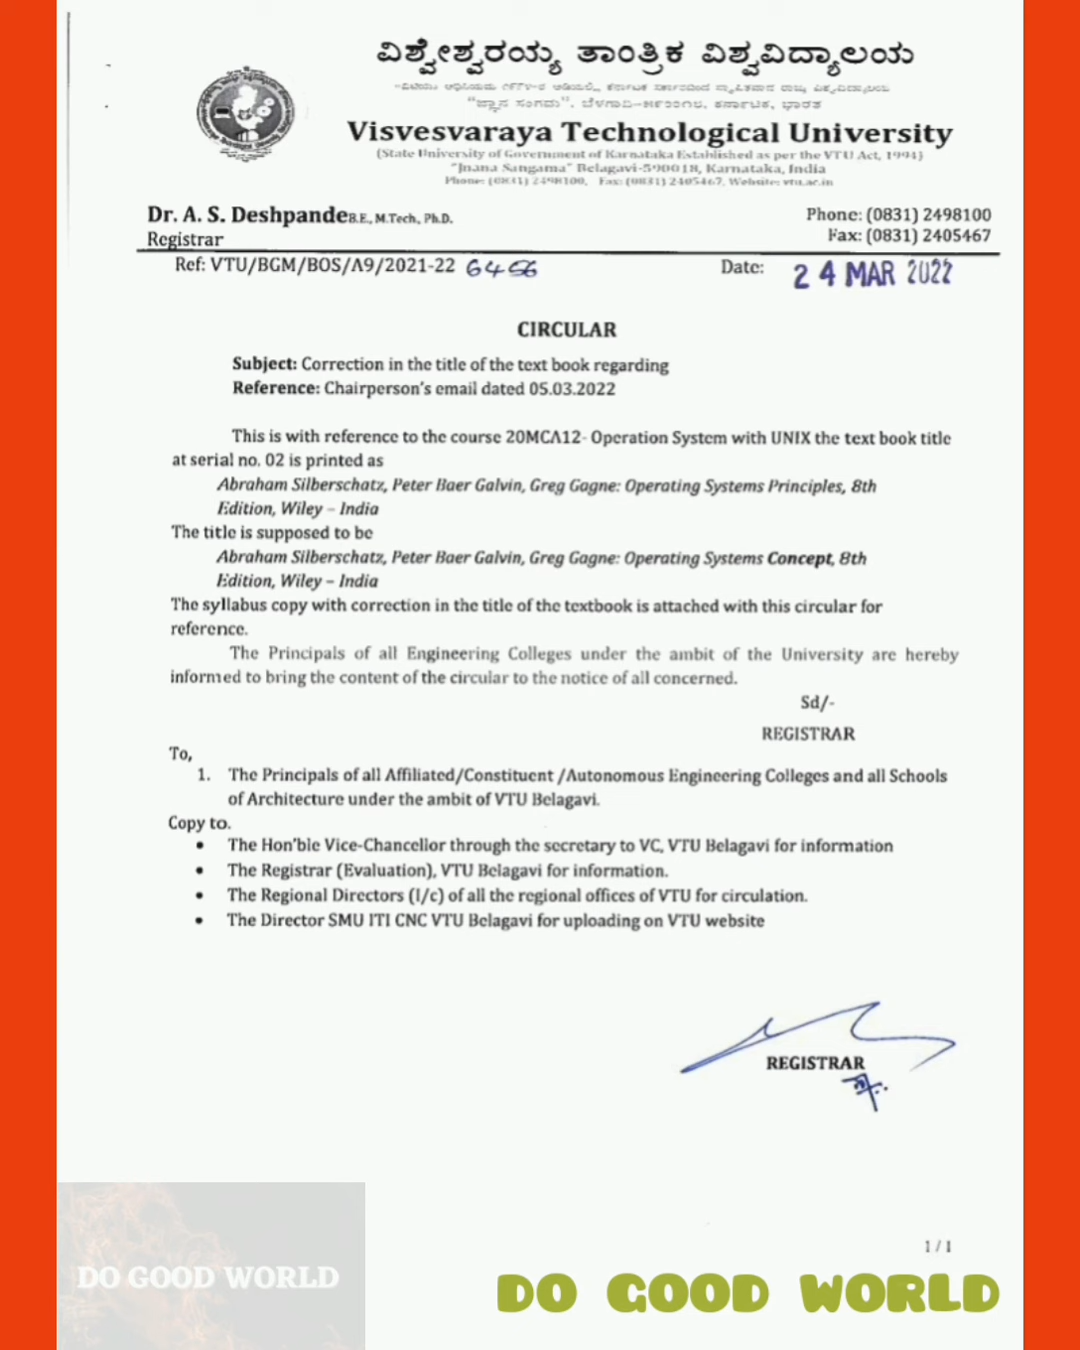 ವಿಶ್ವೇಶ್ವರಯ್ಯ ತಾಂತ್ರಿಕ ವಿಶ್ವವಿದ್ಯಾಲಯ
"ಜ್ಞಾನ ಸಂಗಮ", ಬೆಳಗಾವಿ-೫೯೦೦೧೮, ಕರ್ನಾಟಕ, ಭಾರತ
Visvesvaraya Technological University
(State University of Government of Karnataka Established as per the VTU Act, 1994)
"Jnana Sangama" Belagavi-590018, Karnataka, India
Phone: (0831) 2498100, Fax: (0831) 2405467, Website: vtu.ac.in
Dr. A. S. Deshpande B.E., M.Tech., Ph.D.
Phone: (0831) 2498100
Registrar
Fax: (0831) 2405467
Ref: VTU/BGM/BOS/A9/2021-22 6456
Date: 24 MAR 2022
CIRCULAR
Subject: Correction in the title of the text book regarding
Reference: Chairperson's email dated 05.03.2022
This is with reference to the course 20MCA12- Operation System with UNIX the text book title
at serial no. 02 is printed as
Abraham Silberschatz, Peter Baer Galvin, Greg Gagne: Operating Systems Principles, 8th
Edition, Wiley – India
The title is supposed to be
Abraham Silberschatz, Peter Baer Galvin, Greg Gagne: Operating Systems Concept, 8th
Edition, Wiley – India
The syllabus copy with correction in the title of the textbook is attached with this circular for
reference.
The Principals of all Engineering Colleges under the ambit of the University are hereby
informed to bring the content of the circular to the notice of all concerned.
Sd/-
REGISTRAR
To,
1. The Principals of all Affiliated/Constituent /Autonomous Engineering Colleges and all Schools
of Architecture under the ambit of VTU Belagavi.
Copy to.
• The Hon'ble Vice-Chancellor through the secretary to VC, VTU Belagavi for information
• The Registrar (Evaluation), VTU Belagavi for information.
• The Regional Directors (I/c) of all the regional offices of VTU for circulation.
• The Director SMU ITI CNC VTU Belagavi for uploading on VTU website
REGISTRAR
1 / 1
DO GOOD WORLD
DO GOOD WORLD